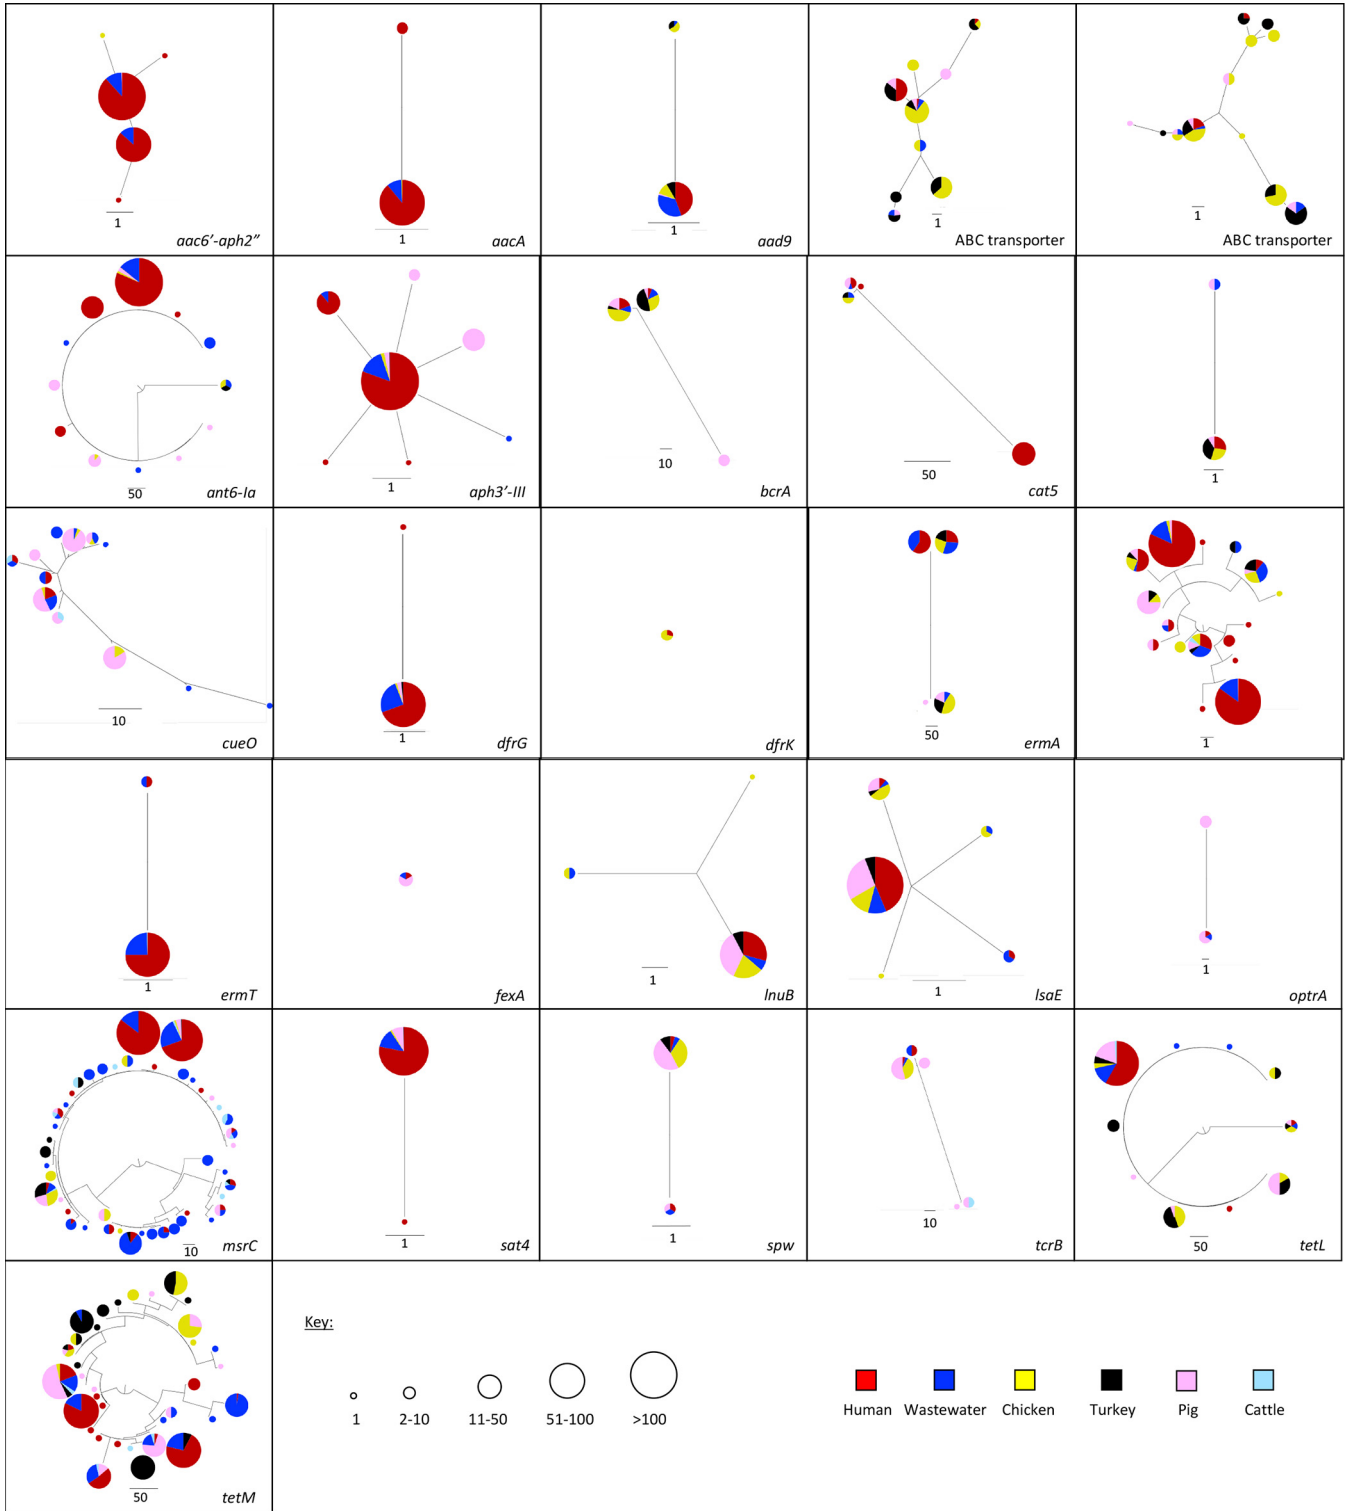 1
aac6’-aph2”
1
aacA
1
aad9
1
ABC transporter
1
ABC transporter
50
ant6-Ia
1
aph3’-III
10
bcrA
50
cat5
1
10
cueO
1
dfrG
dfrK
50
ermA
1
1
ermT
fexA
1
lnuB
1
lsaE
1
optrA
10
msrC
1
sat4
1
spw
10
tcrB
50
tetL
50
tetM
Key:
1 2-10 11-50 51-100 >100
Human Wastewater Chicken Turkey Pig Cattle